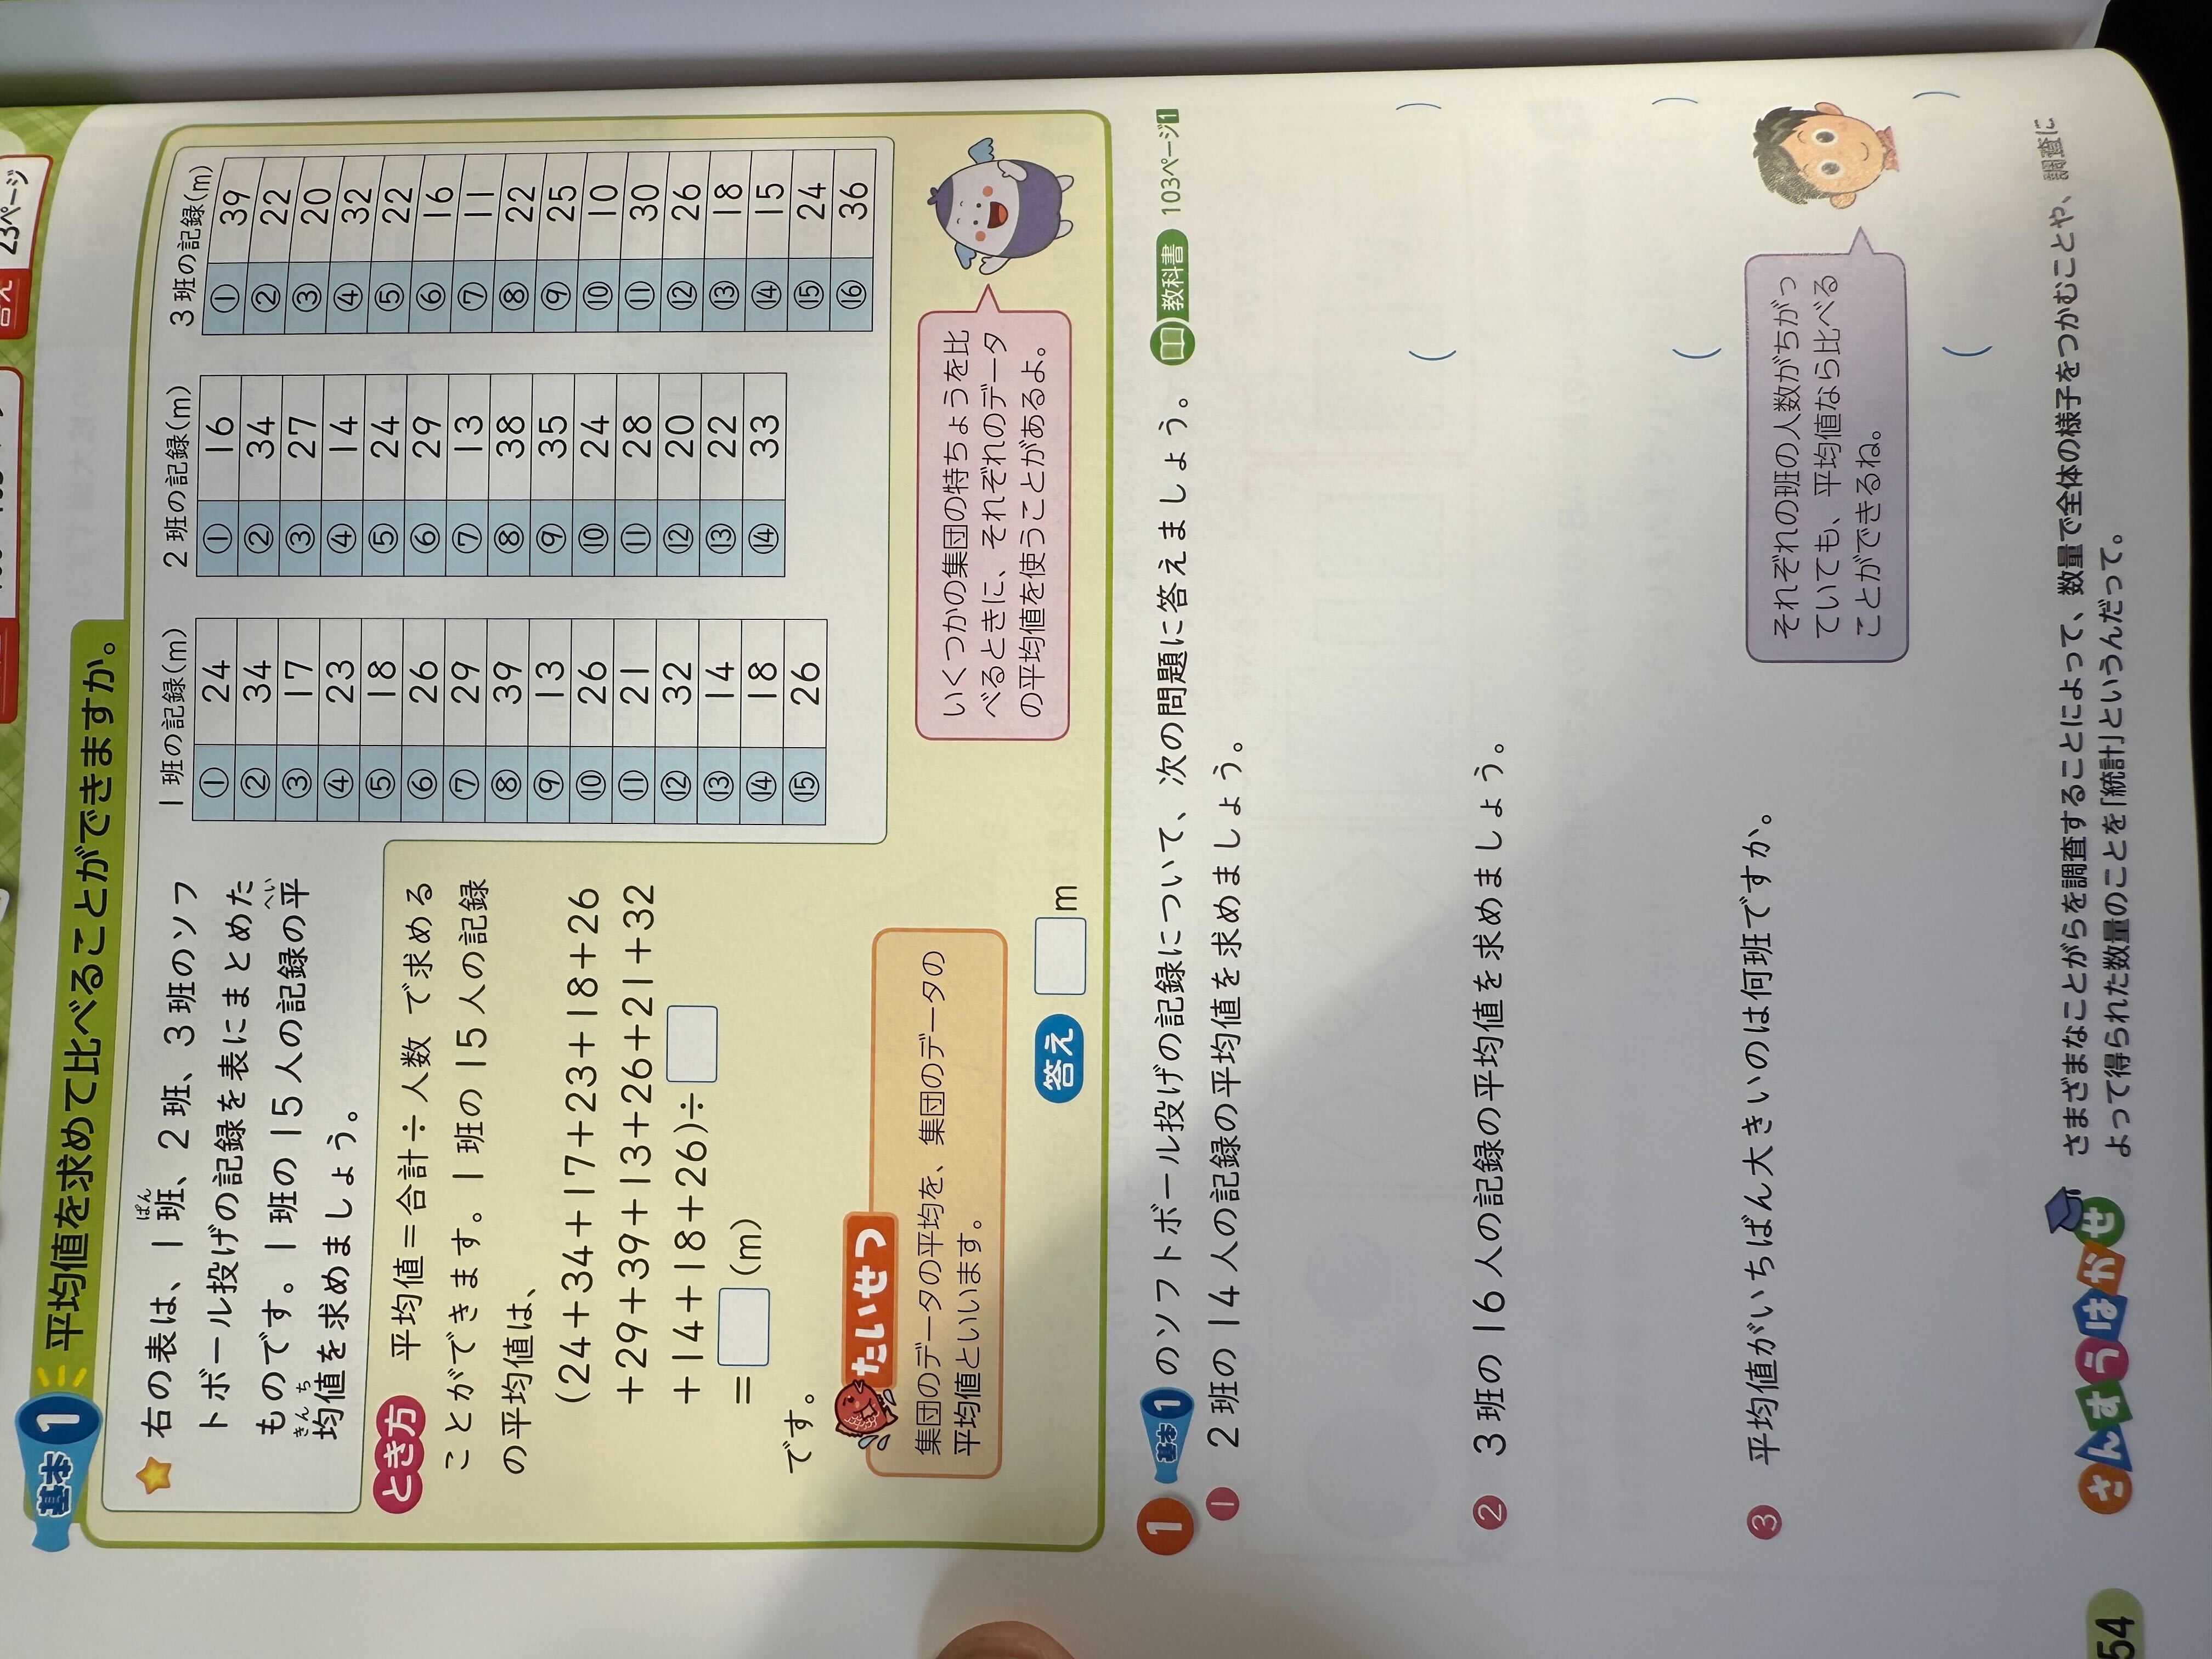 23ページ
基本1 平均値を求めて比べることができますか。
右の表は、1班、2班、3班のソフ
トボール投げの記録を表にまとめた
ものです。1班の15人の記録の平
均値を求めましょう。
ぱん
へい
きんち
1班の記録(m)
① 24
② 34
③ 17
④ 23
⑤ 18
⑥ 26
⑦ 29
⑧ 39
⑨ 13
⑩ 26
⑪ 21
⑫ 32
⑬ 14
⑭ 18
⑮ 26
2班の記録(m)
① 16
② 34
③ 27
④ 14
⑤ 24
⑥ 29
⑦ 13
⑧ 38
⑨ 35
⑩ 24
⑪ 28
⑫ 20
⑬ 22
⑭ 33
3班の記録(m)
① 39
② 22
③ 20
④ 32
⑤ 22
⑥ 16
⑦ 11
⑧ 22
⑨ 25
⑩ 10
⑪ 30
⑫ 26
⑬ 18
⑭ 15
⑮ 24
⑯ 36
とき方 平均値=合計÷人数 で求める
ことができます。1班の15人の記録
の平均値は、
(24+34+17+23+18+26
+29+39+13+26+21+32
+14+18+26)÷
= (m)
です。
たいせつ
集団のデータの平均を、集団のデータの
平均値といいます。
いくつかの集団の特ちょうを比
べるときに、それぞれのデータ
の平均値を使うことがあるよ。
答え m
1 基本1 のソフトボール投げの記録について、次の問題に答えましょう。 教科書 103ページ1
1 2班の14人の記録の平均値を求めましょう。
( )
2 3班の16人の記録の平均値を求めましょう。
( )
3 平均値がいちばん大きいのは何班ですか。
それぞれの班の人数がちがっ
ていても、平均値なら比べる
ことができるね。
( )
さんすうはかせ さまざまなことがらを調査することによって、数量で全体の様子をつかむことや、調査に
よって得られた数量のことを「統計」というんだって。
54